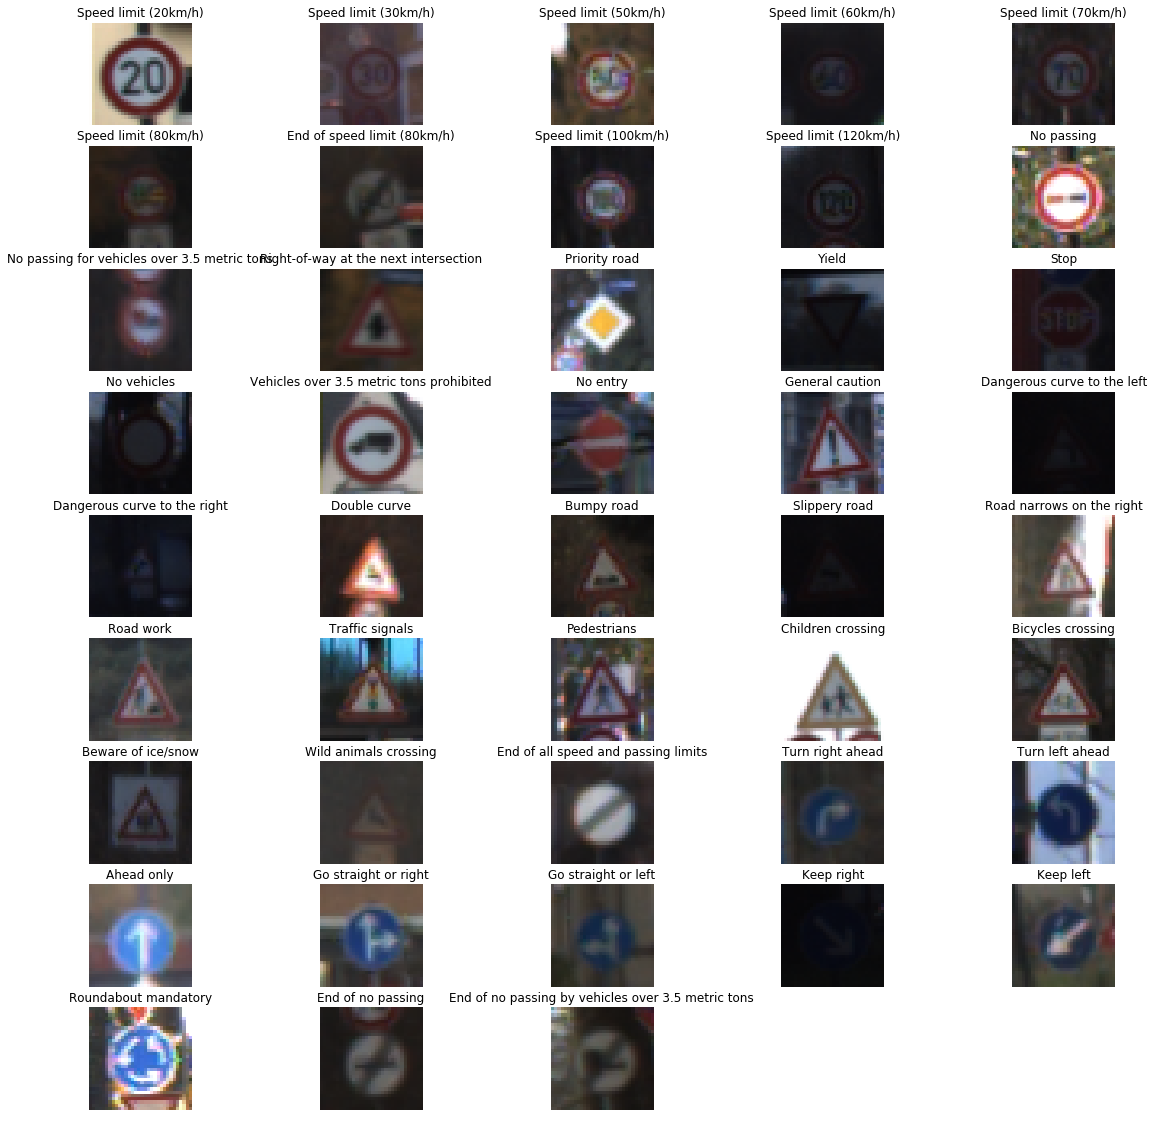 Speed limit (20km/h)
Speed limit (30km/h)
Speed limit (50km/h)
Speed limit (60km/h)
Speed limit (70km/h)
20
30
50
60
70
Speed limit (80km/h)
End of speed limit (80km/h)
Speed limit (100km/h)
Speed limit (120km/h)
No passing
100
120
No passing for vehicles over 3.5 metric tons
Right-of-way at the next intersection
Priority road
Yield
Stop
STOP
No vehicles
Vehicles over 3.5 metric tons prohibited
No entry
General caution
Dangerous curve to the left
Dangerous curve to the right
Double curve
Bumpy road
Slippery road
Road narrows on the right
Road work
Traffic signals
Pedestrians
Children crossing
Bicycles crossing
Beware of ice/snow
Wild animals crossing
End of all speed and passing limits
Turn right ahead
Turn left ahead
Ahead only
Go straight or right
Go straight or left
Keep right
Keep left
Roundabout mandatory
End of no passing
End of no passing by vehicles over 3.5 metric tons